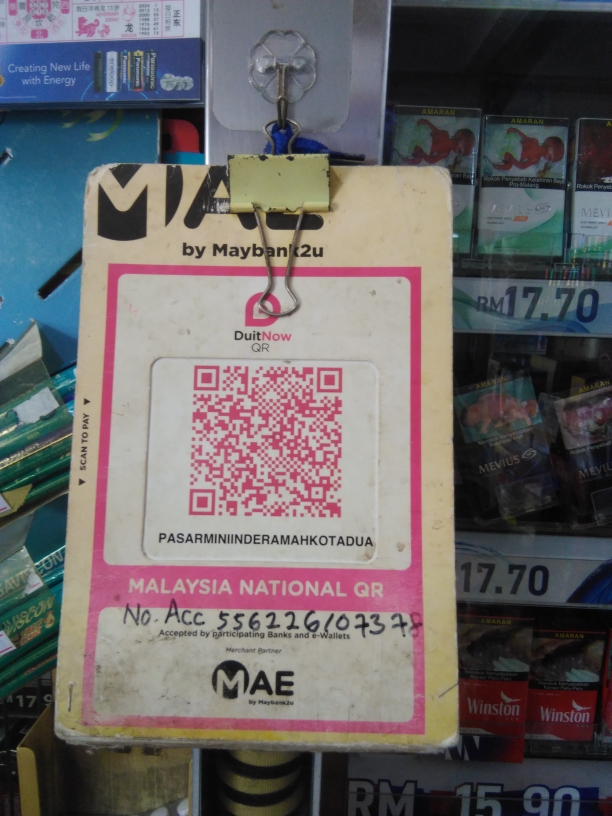 Creating New Life
with Energy
MAE
by Maybank2u
DuitNow
QR
SCAN TO PAY
PASARMINIINDERAMAHKOTADUA
MALAYSIA NATIONAL QR
No. Acc 556226107378
Accepted by participating Banks and e-Wallets
Merchant Partner
MAE
by Maybank2u
AMARAN
AMARAN
RM17.70
MEVIUS
17.70
Winston
Winston
RM 15.90